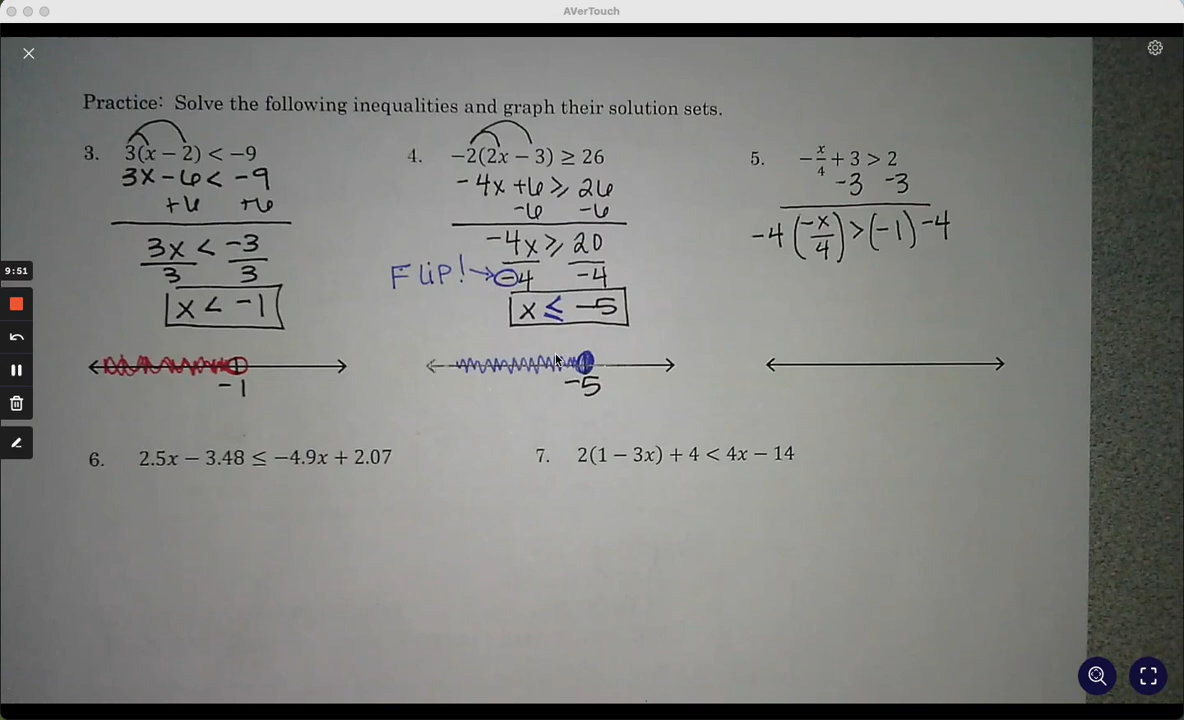 AVerTouch
Practice: Solve the following inequalities and graph their solution sets.
3. 3(x − 2) < −9
3x − 6 < −9
+6 +6
3x < −3
3 3
x < −1
−1
4. −2(2x − 3) ≥ 26
−4x + 6 ≥ 26
−6 −6
−4x ≥ 20
FLIP! → −4 −4
x ≤ −5
−5
5. −x/4 + 3 > 2
−3 −3
−4(−x/4) > (−1) −4
9:51
6. 2.5x − 3.48 ≤ −4.9x + 2.07
7. 2(1 − 3x) + 4 < 4x − 14